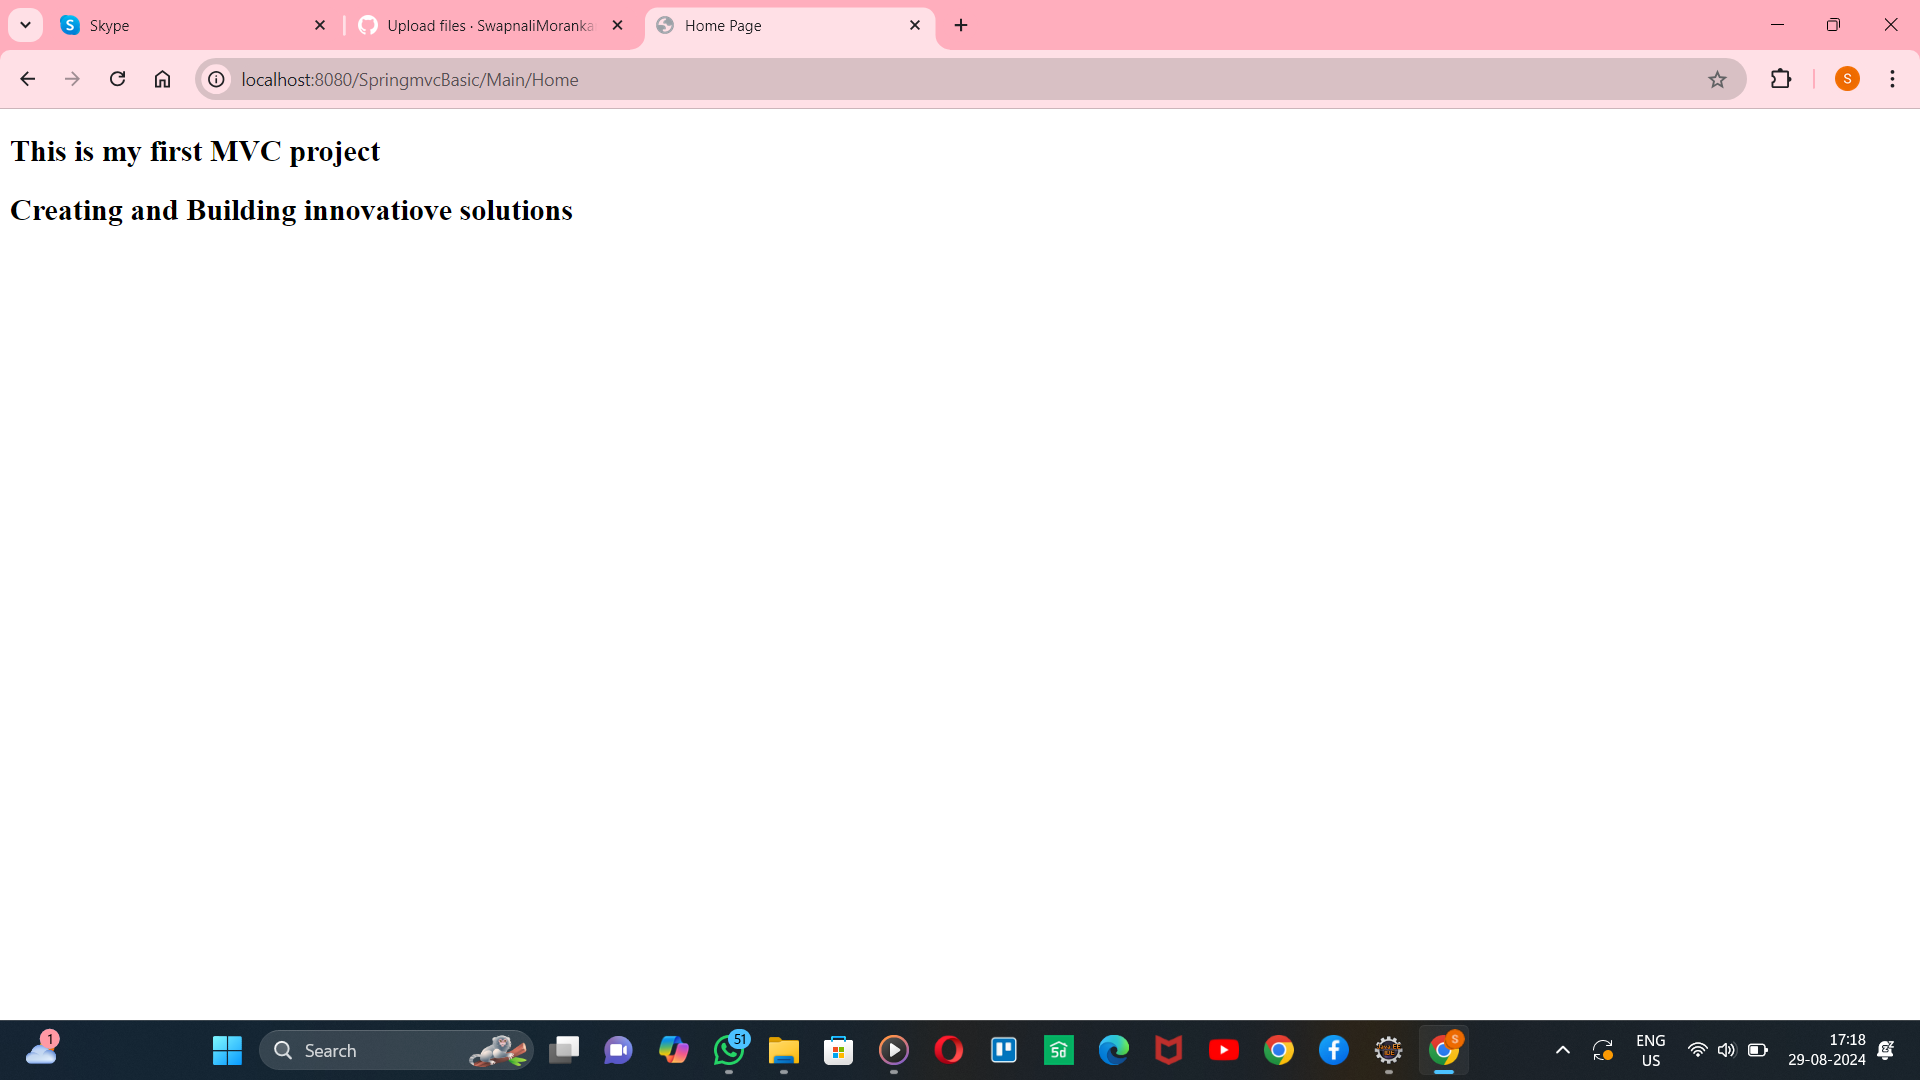 Skype
Upload files · SwapnaliMoranka
Home Page
localhost:8080/SpringmvcBasic/Main/Home
S
This is my first MVC project
Creating and Building innovatiove solutions
1
Search
51
Sd
S
ENG
US
17:18
29-08-2024